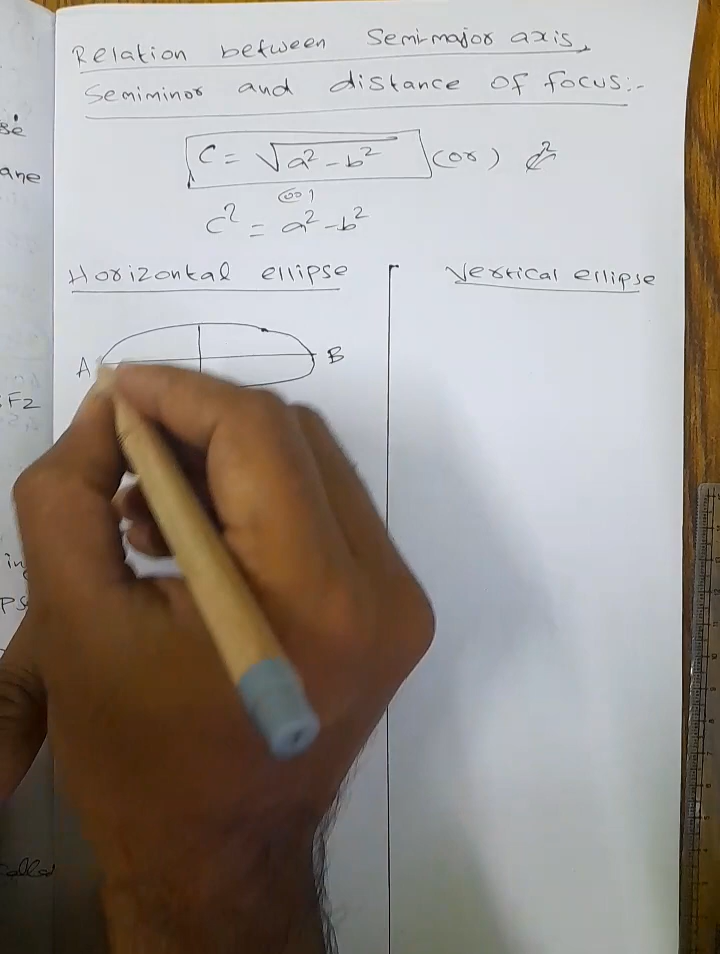 Relation between Semi-major axis,
Semiminor and distance of focus:-
C = √a² - b² (or)
(or)
c² = a² - b²
Horizontal ellipse
Vertical ellipse
A B
F2